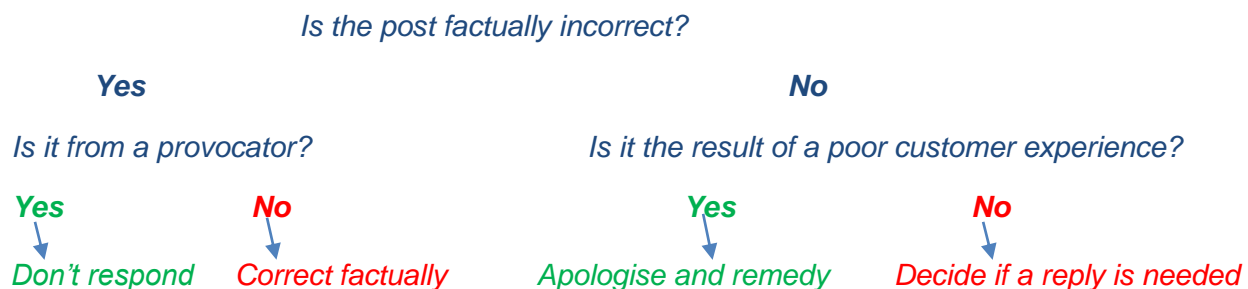 Is the post factually incorrect?
Yes No
Is it from a provocator? Is it the result of a poor customer experience?
Yes No Yes No
Don’t respond Correct factually Apologise and remedy Decide if a reply is needed